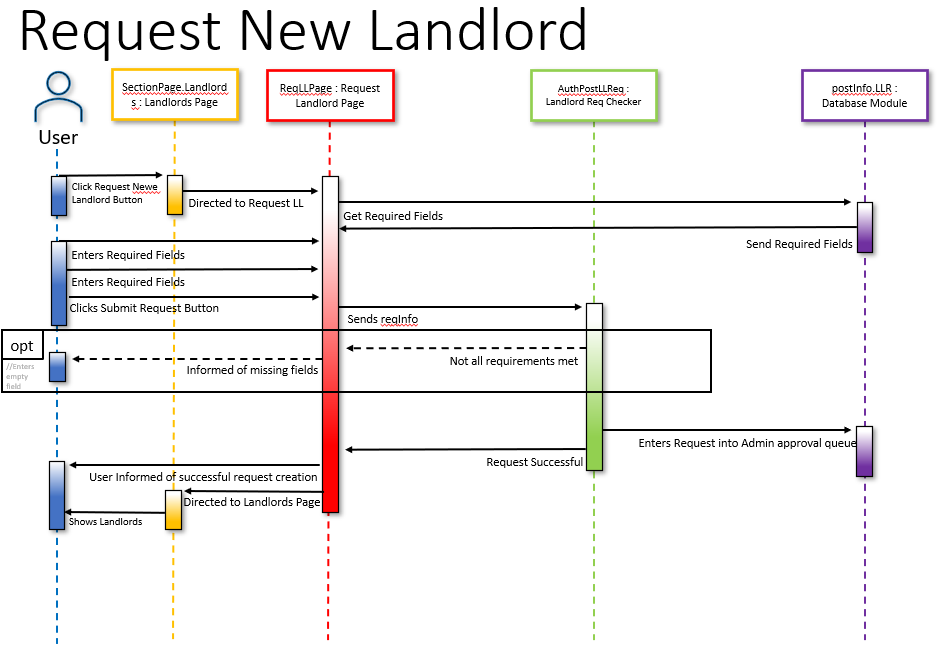 Request New Landlord
User
SectionPage.Landlord
s : Landlords Page
ReqLLPage : Request
Landlord Page
AuthPostLLReq :
Landlord Req Checker
postInfo.LLR :
Database Module
Click Request Newe
Landlord Button
Directed to Request LL
Get Required Fields
Send Required Fields
Enters Required Fields
Enters Required Fields
Clicks Submit Request Button
Sends reqInfo
opt
//Enters
empty
field
Not all requirements met
Informed of missing fields
Enters Request into Admin approval queue
Request Successful
User Informed of successful request creation
Directed to Landlords Page
Shows Landlords